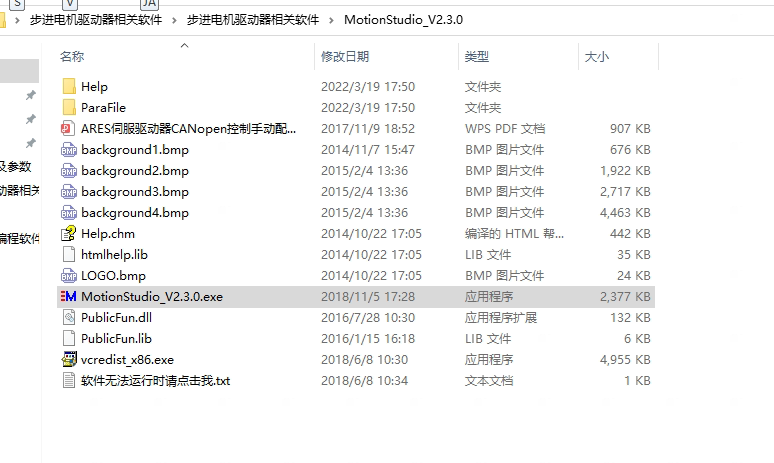 S V JA
步进电机驱动器相关软件 > 步进电机驱动器相关软件 > MotionStudio_V2.3.0
名称 修改日期 类型 大小
Help 2022/3/19 17:50 文件夹
ParaFile 2022/3/19 17:50 文件夹
ARES伺服驱动器CANopen控制手动配... 2017/11/9 18:52 WPS PDF 文档 907 KB
background1.bmp 2014/11/7 15:47 BMP 图片文件 676 KB
background2.bmp 2015/2/4 13:36 BMP 图片文件 1,922 KB
及参数 background3.bmp 2015/2/4 13:36 BMP 图片文件 2,717 KB
动器相关 background4.bmp 2015/2/4 13:36 BMP 图片文件 4,463 KB
编程软件 Help.chm 2014/10/22 17:05 编译的 HTML 帮... 442 KB
htmlhelp.lib 2014/10/22 17:05 LIB 文件 35 KB
LOGO.bmp 2014/10/22 17:05 BMP 图片文件 24 KB
MotionStudio_V2.3.0.exe 2018/11/5 17:28 应用程序 2,377 KB
PublicFun.dll 2016/7/28 10:30 应用程序扩展 132 KB
PublicFun.lib 2016/1/15 16:18 LIB 文件 6 KB
vcredist_x86.exe 2018/6/8 10:30 应用程序 4,955 KB
软件无法运行时请点击我.txt 2018/6/8 10:34 文本文档 1 KB